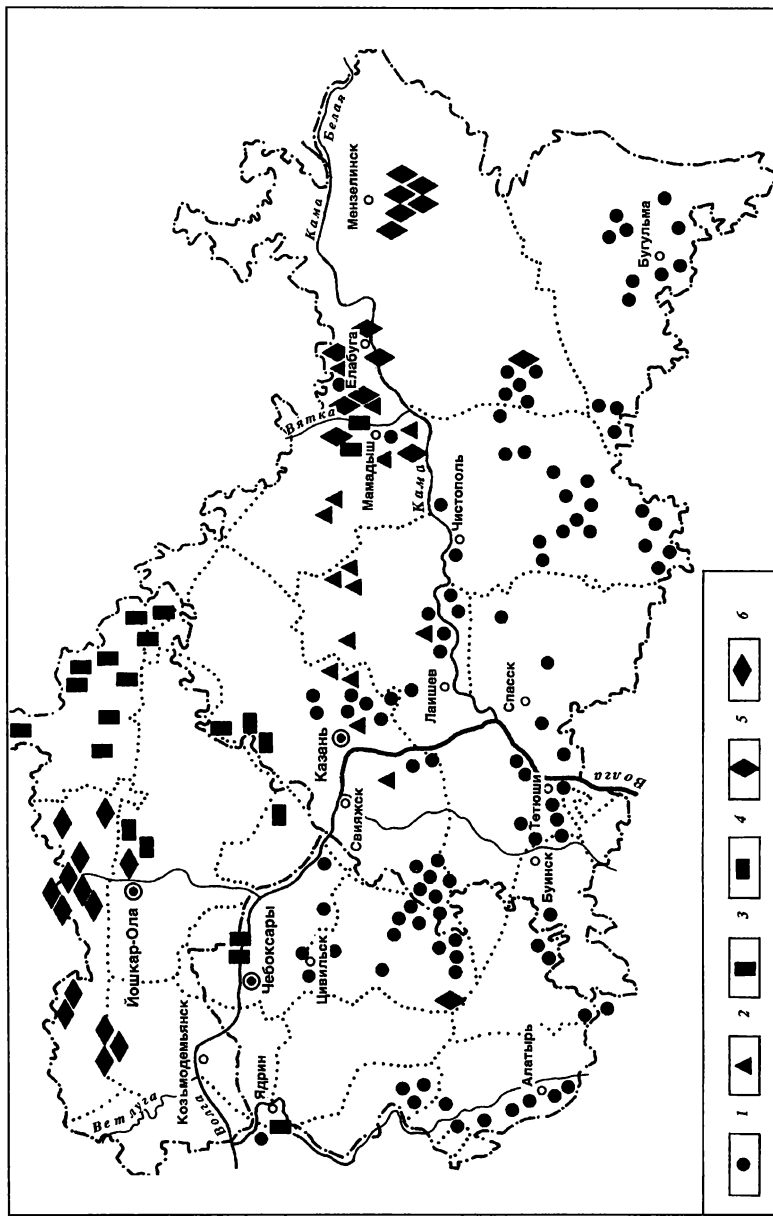 Ветлуга
Волга
Козьмодемьянск
Йошкар-Ола
Ядрин
Чебоксары
Цивильск
Алатырь
Буинск
Свияжск
Казань
Тетюши
Волга
Лаишев
Спасск
Вятка
Мамадыш
Кама
Чистополь
Елабуга
Кама
Белая
Мензелинск
Бугульма
1 2 3 4 5 6